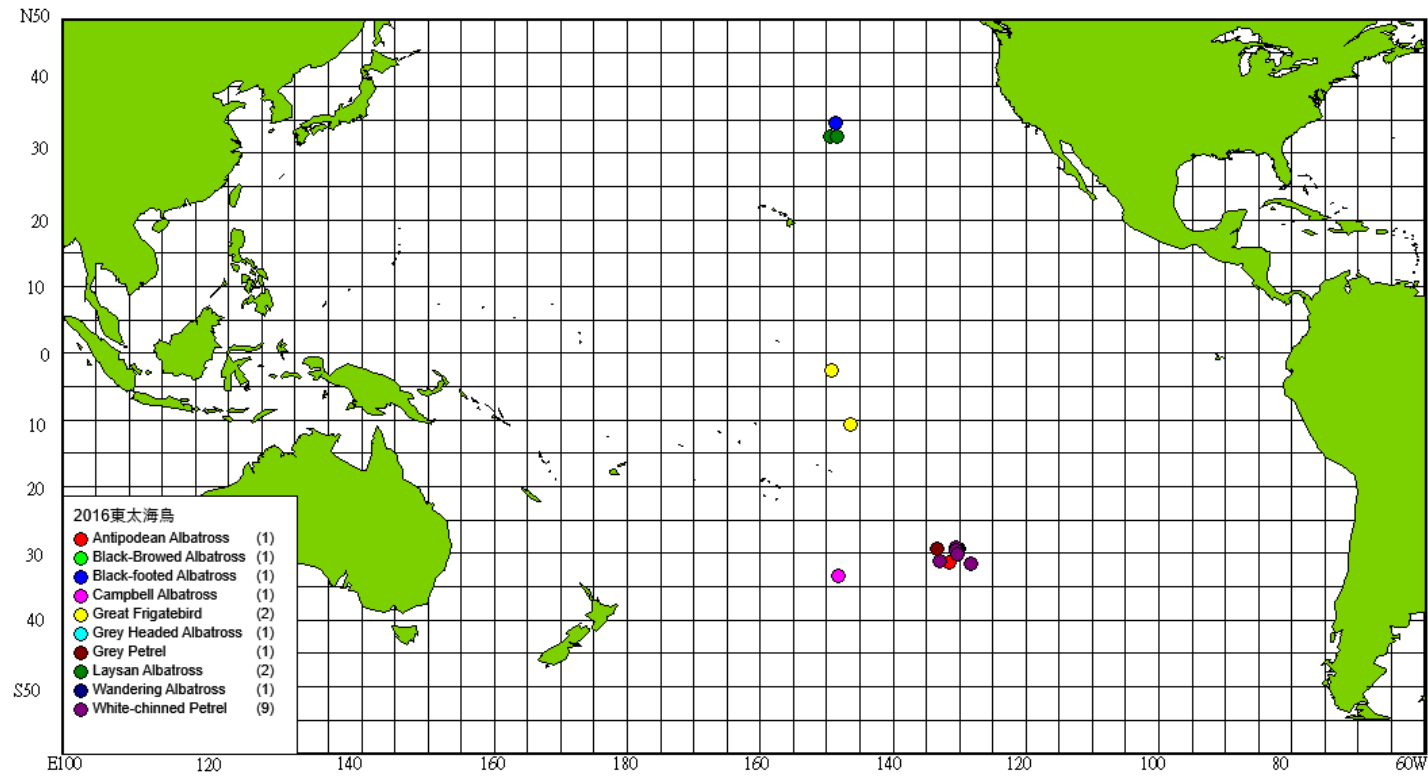 N50
40
30
20
10
0
10
20
30
40
S50
2016東太海鳥
Antipodean Albatross (1)
Black-Browed Albatross (1)
Black-footed Albatross (1)
Campbell Albatross (1)
Great Frigatebird (2)
Grey Headed Albatross (1)
Grey Petrel (1)
Laysan Albatross (2)
Wandering Albatross (1)
White-chinned Petrel (9)
E100 120 140 160 180 160 140 120 100 80 60W